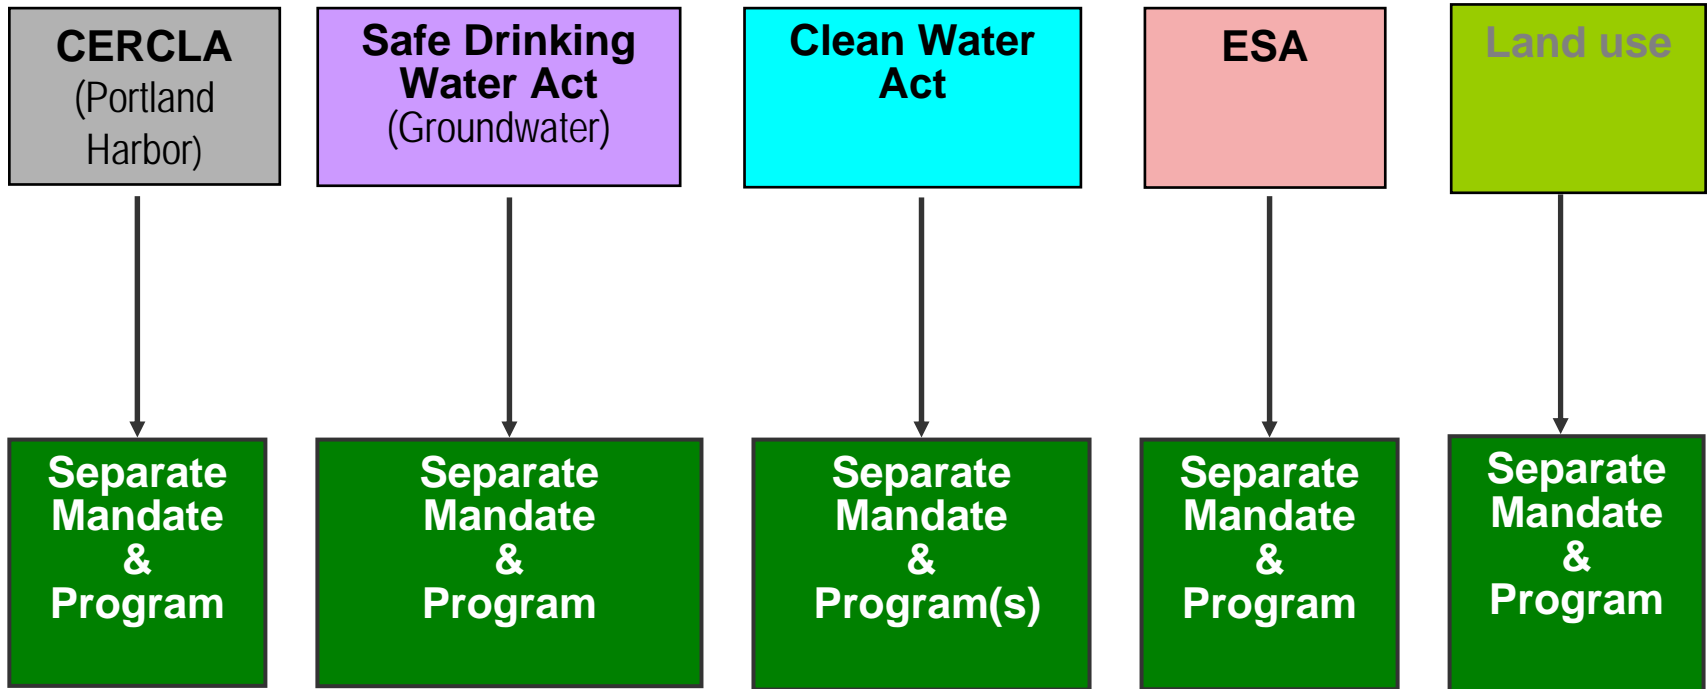 CERCLA
(Portland
Harbor)
Safe Drinking
Water Act
(Groundwater)
Clean Water
Act
ESA
Land use
Separate
Mandate
&
Program
Separate
Mandate
&
Program
Separate
Mandate
&
Program(s)
Separate
Mandate
&
Program
Separate
Mandate
&
Program